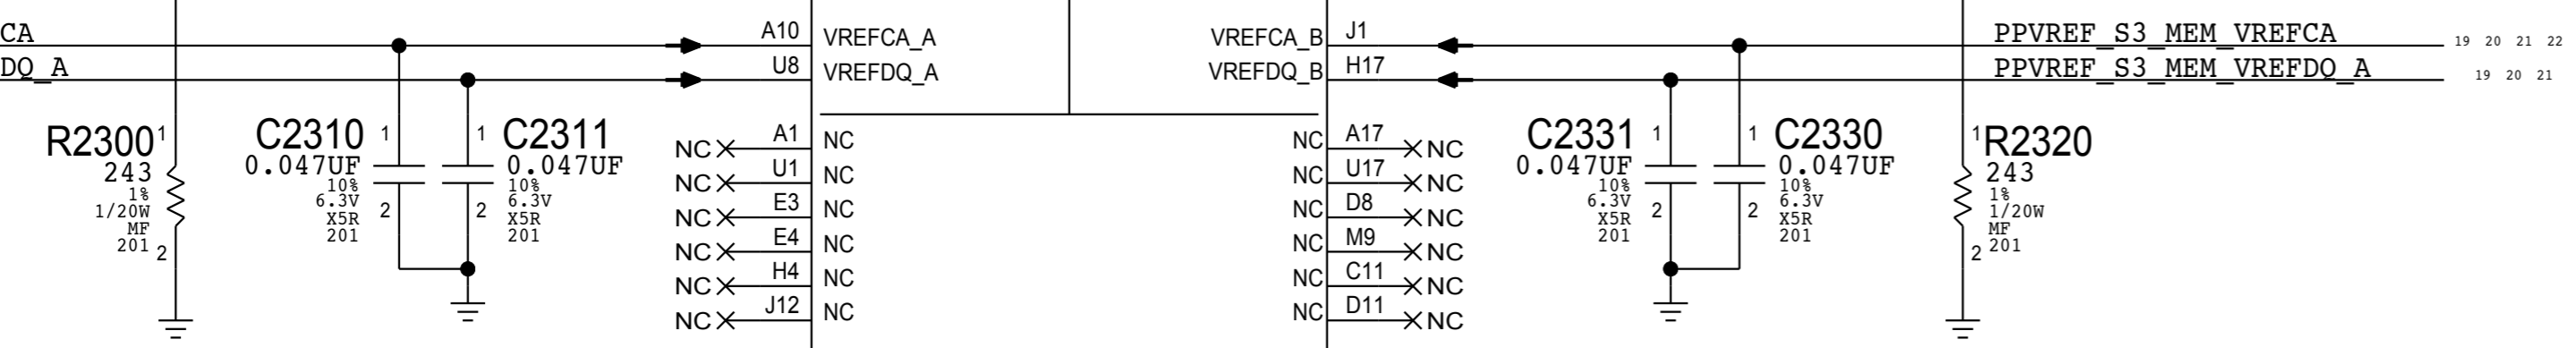 CA
DQ_A
A10
U8
VREFCA_A
VREFDQ_A
VREFCA_B
VREFDQ_B
J1
H17
PPVREF_S3_MEM_VREFCA
19 20 21 22
PPVREF_S3_MEM_VREFDQ_A
19 20 21
R2300
1
243
1%
1/20W
MF
201
2
C2310
1
0.047UF
10%
6.3V
X5R
201
2
C2311
1
0.047UF
10%
6.3V
X5R
201
2
NC A1 NC
NC U1 NC
NC E3 NC
NC E4 NC
NC H4 NC
NC J12 NC
NC A17 NC
NC U17 NC
NC D8 NC
NC M9 NC
NC C11 NC
NC D11 NC
C2331
1
0.047UF
10%
6.3V
X5R
201
2
C2330
1
0.047UF
10%
6.3V
X5R
201
2
1
R2320
243
1%
1/20W
MF
201
2